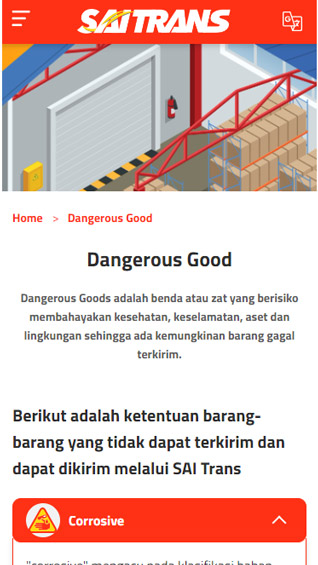 SAI TRANS
Home > Dangerous Good
Dangerous Good
Dangerous Goods adalah benda atau zat yang berisiko
membahayakan kesehatan, keselamatan, aset dan
lingkungan sehingga ada kemungkinan barang gagal
terkirim.
Berikut adalah ketentuan barang-
barang yang tidak dapat terkirim dan
dapat dikirim melalui SAI Trans
Corrosive
"corrosive" mengacu pada klasifikasi bahan